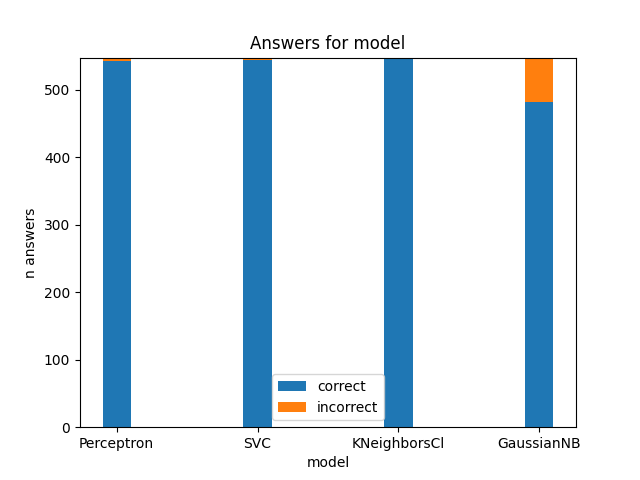 Answers for model
n answers
500
400
300
200
100
0
correct
incorrect
Perceptron SVC KNeighborsCl GaussianNB
model